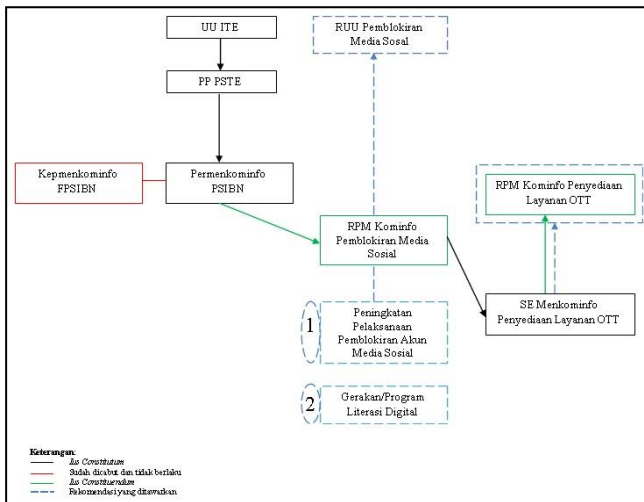 UU ITE
RUU Pemblokiran
Media Sosal
PP PSTE
Kepmenkominfo
FPSIBN
Permenkominfo
PSIBN
RPM Kominfo Penyediaan
Layanan OTT
RPM Kominfo
Pemblokiran Media
Sosial
SE Menkominfo
Penyediaan Layanan OTT
1
Peningkatan
Pelaksanaan
Pemblokiran Akun
Media Sosial
2
Gerakan/Program
Literasi Digital
Keterangan:
Ius Constitutum
Sudah dicabut dan tidak berlaku
Ius Constituendum
Rekomendasi yang ditawarkan